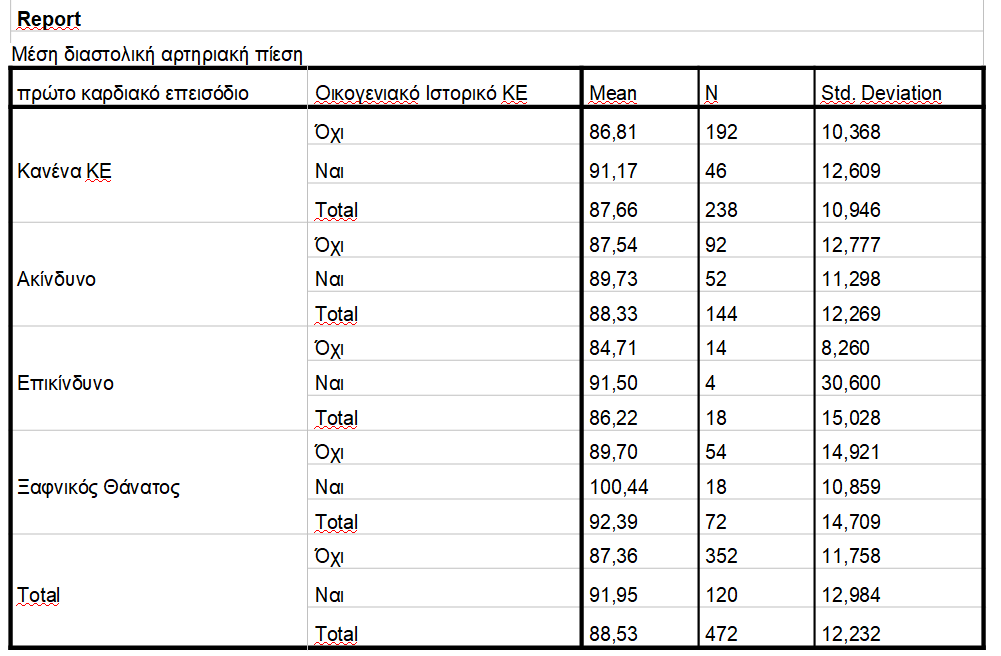 Report
Μέση διαστολική αρτηριακή πίεση
πρώτο καρδιακό επεισόδιο Οικογενιακό Ιστορικό ΚΕ Mean N Std. Deviation
Κανένα ΚΕ Όχι 86,81 192 10,368
Ναι 91,17 46 12,609
Total 87,66 238 10,946
Ακίνδυνο Όχι 87,54 92 12,777
Ναι 89,73 52 11,298
Total 88,33 144 12,269
Επικίνδυνο Όχι 84,71 14 8,260
Ναι 91,50 4 30,600
Total 86,22 18 15,028
Ξαφνικός Θάνατος Όχι 89,70 54 14,921
Ναι 100,44 18 10,859
Total 92,39 72 14,709
Total Όχι 87,36 352 11,758
Ναι 91,95 120 12,984
Total 88,53 472 12,232